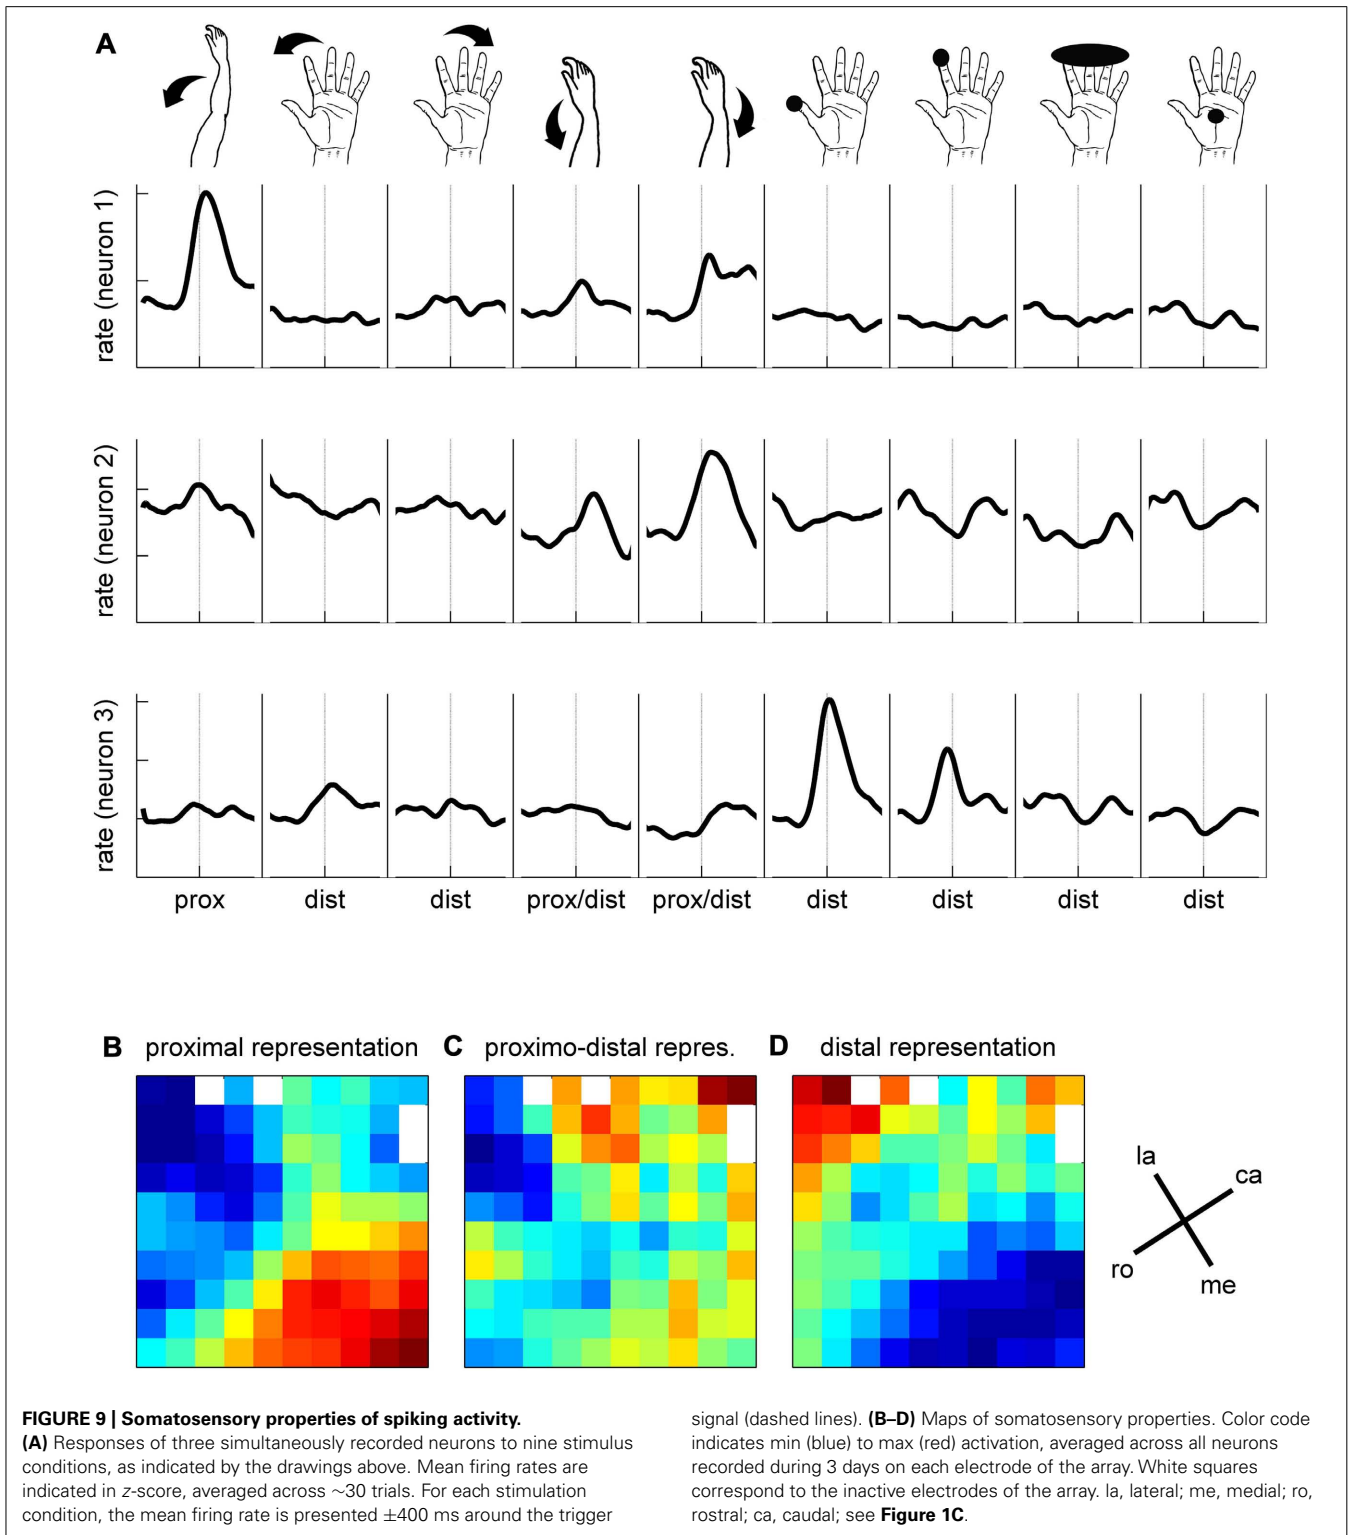 A
rate (neuron 1)
rate (neuron 2)
rate (neuron 3)
prox dist dist prox/dist prox/dist dist dist dist dist
B proximal representation C proximo-distal repres. D distal representation
la
ca
ro
me
FIGURE 9 | Somatosensory properties of spiking activity.
(A) Responses of three simultaneously recorded neurons to nine stimulus
conditions, as indicated by the drawings above. Mean firing rates are
indicated in z-score, averaged across ∼30 trials. For each stimulation
condition, the mean firing rate is presented ±400 ms around the trigger
signal (dashed lines). (B–D) Maps of somatosensory properties. Color code
indicates min (blue) to max (red) activation, averaged across all neurons
recorded during 3 days on each electrode of the array. White squares
correspond to the inactive electrodes of the array. la, lateral; me, medial; ro,
rostral; ca, caudal; see Figure 1C.